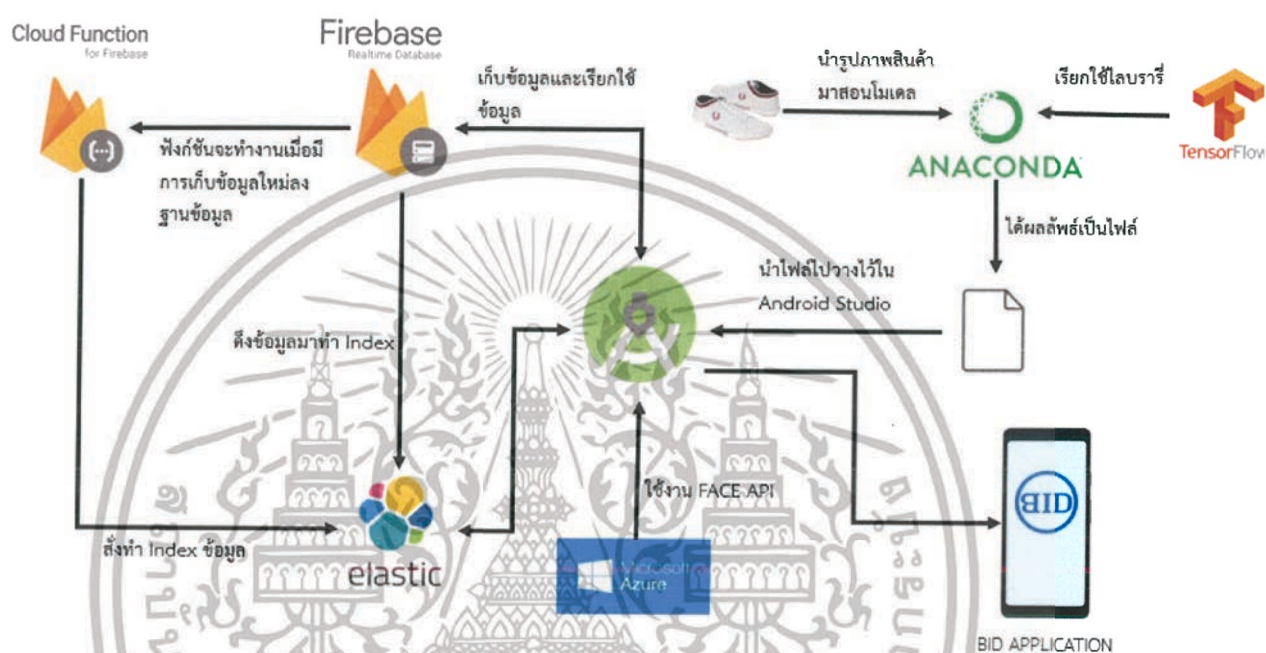 Cloud Function
for Firebase
Firebase
Realtime Database
เก็บข้อมูลและเรียกใช้
ข้อมูล
นำรูปภาพสินค้า
มาสอนโมเดล
เรียกใช้ไลบรารี่
TensorFlow
ANACONDA
ฟังก์ชันจะทำงานเมื่อมี
การเก็บข้อมูลใหม่ลง
ฐานข้อมูล
ได้ผลลัพธ์เป็นไฟล์
นำไฟล์ไปวางไว้ใน
Android Studio
ดึงข้อมูลมาทำ Index
ใช้งาน FACE API
BID
สั่งทำ Index ข้อมูล
elastic
Microsoft
Azure
BID APPLICATION